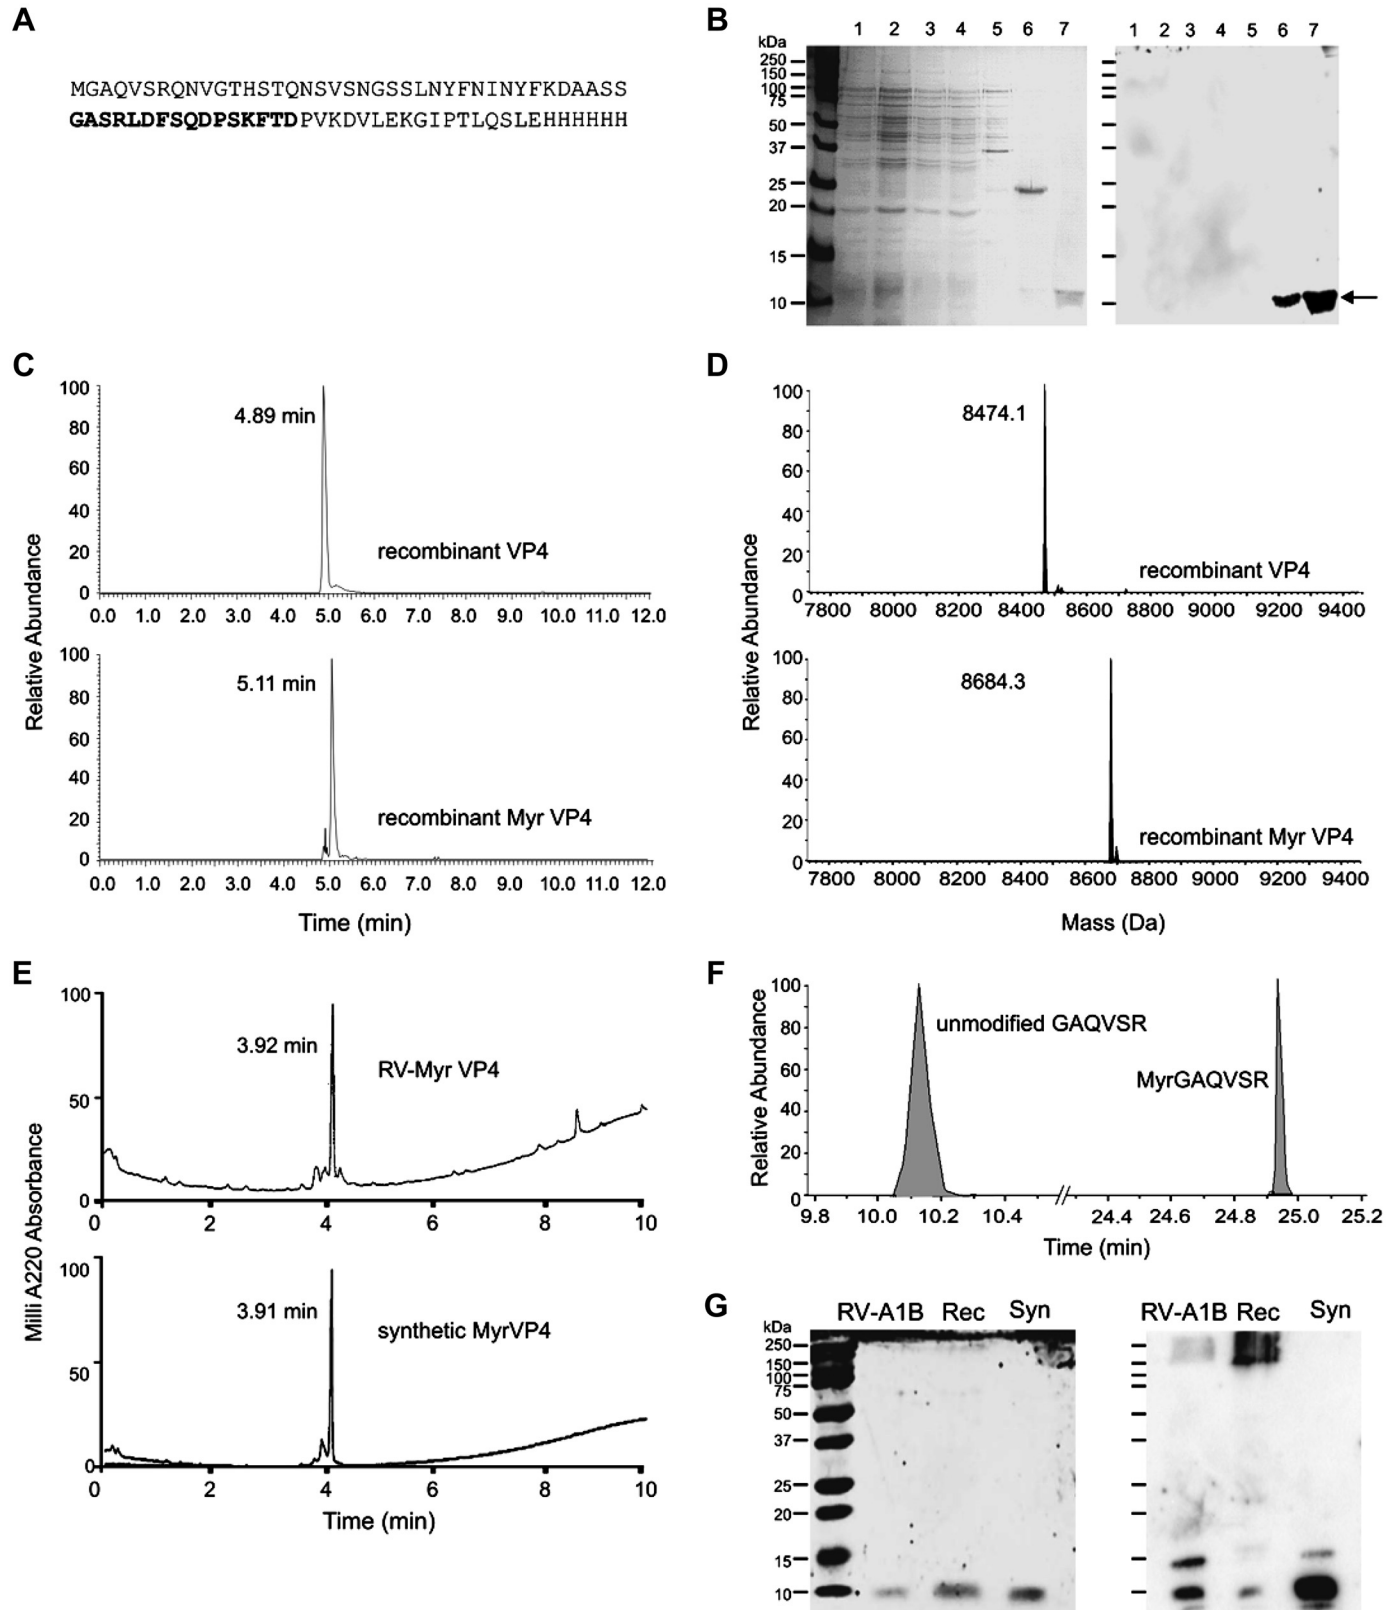 A
MGAQVSRQNVGTHSTQNSVSNGSSLNYFNINYFKDAASS
GASRLDFSQDPSKFTDPVKDVLEKGIPTLQSLEHHHHHH
B
kDa
1 2 3 4 5 6 7
250
150
100
75
50
37
25
20
15
10
1 2 3 4 5 6 7
C
Relative Abundance
100
80
60
40
20
0
4.89 min
recombinant VP4
0.0 1.0 2.0 3.0 4.0 5.0 6.0 7.0 8.0 9.0 10.0 11.0 12.0
100
80
60
40
20
0
5.11 min
recombinant Myr VP4
0.0 1.0 2.0 3.0 4.0 5.0 6.0 7.0 8.0 9.0 10.0 11.0 12.0
Time (min)
D
Relative Abundance
100
80
60
40
20
0
8474.1
recombinant VP4
7800 8000 8200 8400 8600 8800 9000 9200 9400
100
80
60
40
20
0
8684.3
recombinant Myr VP4
7800 8000 8200 8400 8600 8800 9000 9200 9400
Mass (Da)
E
Milli A220 Absorbance
100
50
0
3.92 min
RV-Myr VP4
0 2 4 6 8 10
100
50
0
3.91 min
synthetic MyrVP4
0 2 4 6 8 10
Time (min)
F
Relative Abundance
100
80
60
40
20
0
unmodified GAQVSR
MyrGAQVSR
9.8 10.0 10.2 10.4 24.4 24.6 24.8 25.0 25.2
Time (min)
G
kDa
RV-A1B Rec Syn
250
150
100
75
50
37
25
20
15
10
RV-A1B Rec Syn